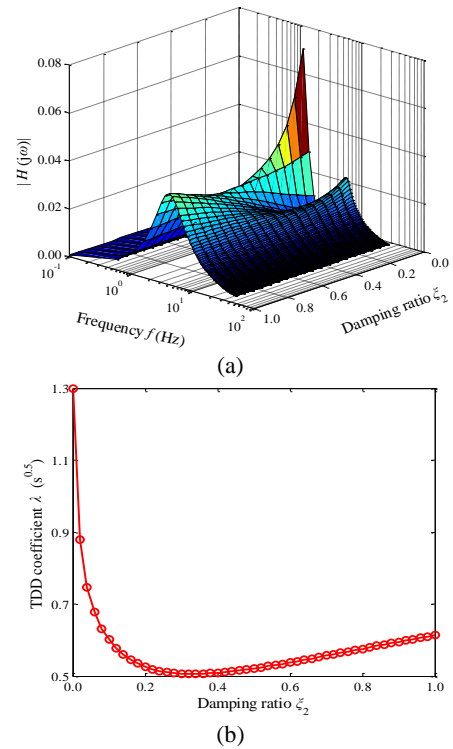 0.08
0.06
0.04
0.02
0.00
| H (jω)|
10⁻¹
10⁰
10¹
10²
Frequency f (Hz)
1.0
0.8
0.6
0.4
0.2
0.0
Damping ratio ξ₂
(a)
1.3
1.1
0.9
0.7
0.5
TDD coefficient λ (s⁰·⁵)
0.0 0.2 0.4 0.6 0.8 1.0
Damping ratio ξ₂
(b)